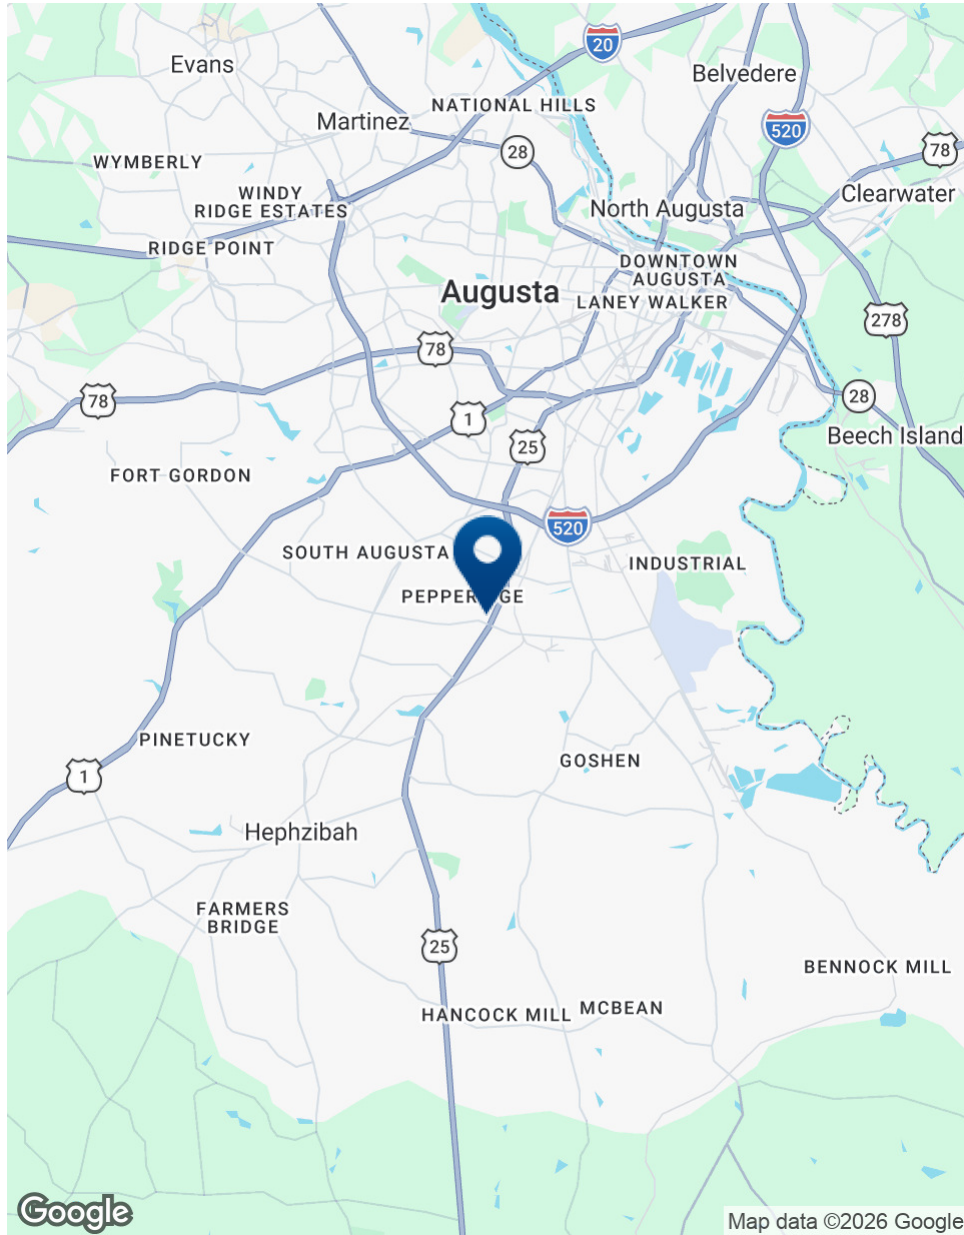 20
Evans
Belvedere
NATIONAL HILLS
Martinez
520
28
78
WYMBERLY
WINDY
RIDGE ESTATES
Clearwater
North Augusta
RIDGE POINT
DOWNTOWN
AUGUSTA
Augusta
LANEY WALKER
278
78
78
28
1
25
Beech Island
FORT GORDON
520
SOUTH AUGUSTA
INDUSTRIAL
PINETUCKY
GOSHEN
1
Hephzibah
FARMERS
BRIDGE
25
BENNOCK MILL
HANCOCK MILL
MCBEAN
Google
Map data ©2026 Google